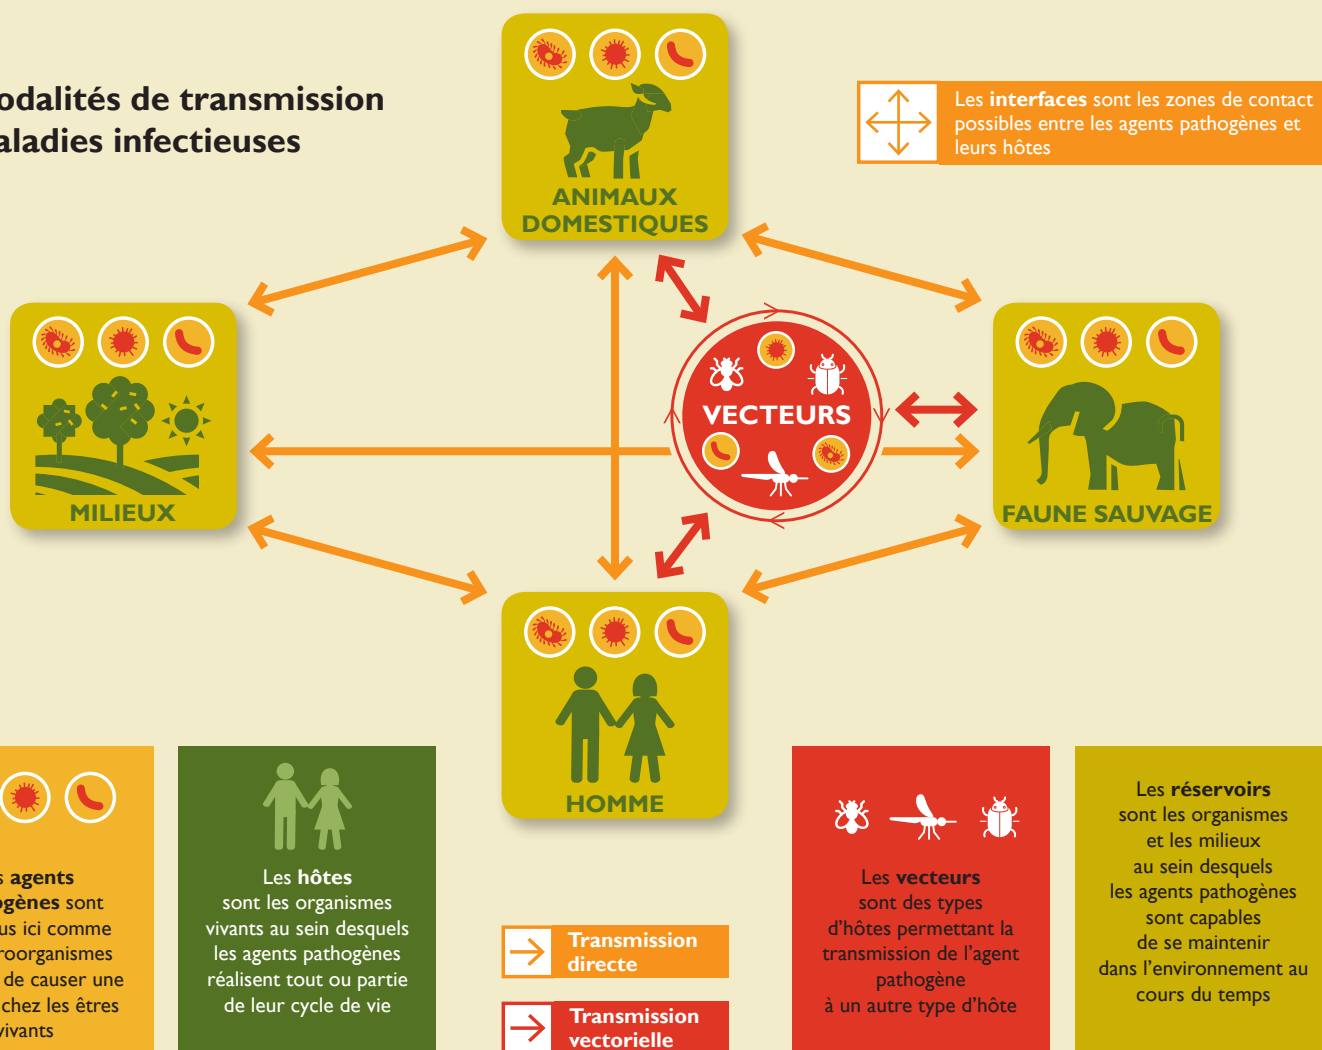 odalités de transmission
aladies infectieuses
Les interfaces sont les zones de contact
possibles entre les agents pathogènes et
leurs hôtes
ANIMAUX
DOMESTIQUES
VECTEURS
MILIEUX
FAUNE SAUVAGE
HOMME
s agents
ogènes sont
us ici comme
roorganismes
de causer une
chez les êtres
vivants
Les hôtes
sont les organismes
vivants au sein desquels
les agents pathogènes
réalisent tout ou partie
de leur cycle de vie
Transmission
directe
Transmission
vectorielle
Les vecteurs
sont des types
d'hôtes permettant la
transmission de l'agent
pathogène
à un autre type d'hôte
Les réservoirs
sont les organismes
et les milieux
au sein desquels
les agents pathogènes
sont capables
de se maintenir
dans l'environnement au
cours du temps